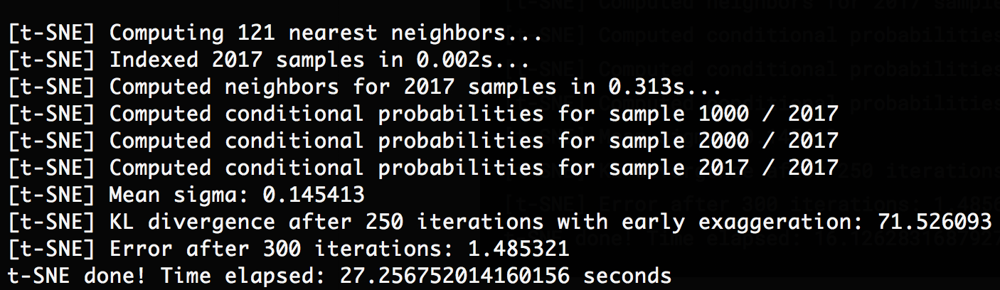 [t-SNE] Computing 121 nearest neighbors...
[t-SNE] Indexed 2017 samples in 0.002s...
[t-SNE] Computed neighbors for 2017 samples in 0.313s...
[t-SNE] Computed conditional probabilities for sample 1000 / 2017
[t-SNE] Computed conditional probabilities for sample 2000 / 2017
[t-SNE] Computed conditional probabilities for sample 2017 / 2017
[t-SNE] Mean sigma: 0.145413
[t-SNE] KL divergence after 250 iterations with early exaggeration: 71.526093
[t-SNE] Error after 300 iterations: 1.485321
t-SNE done! Time elapsed: 27.256752014160156 seconds